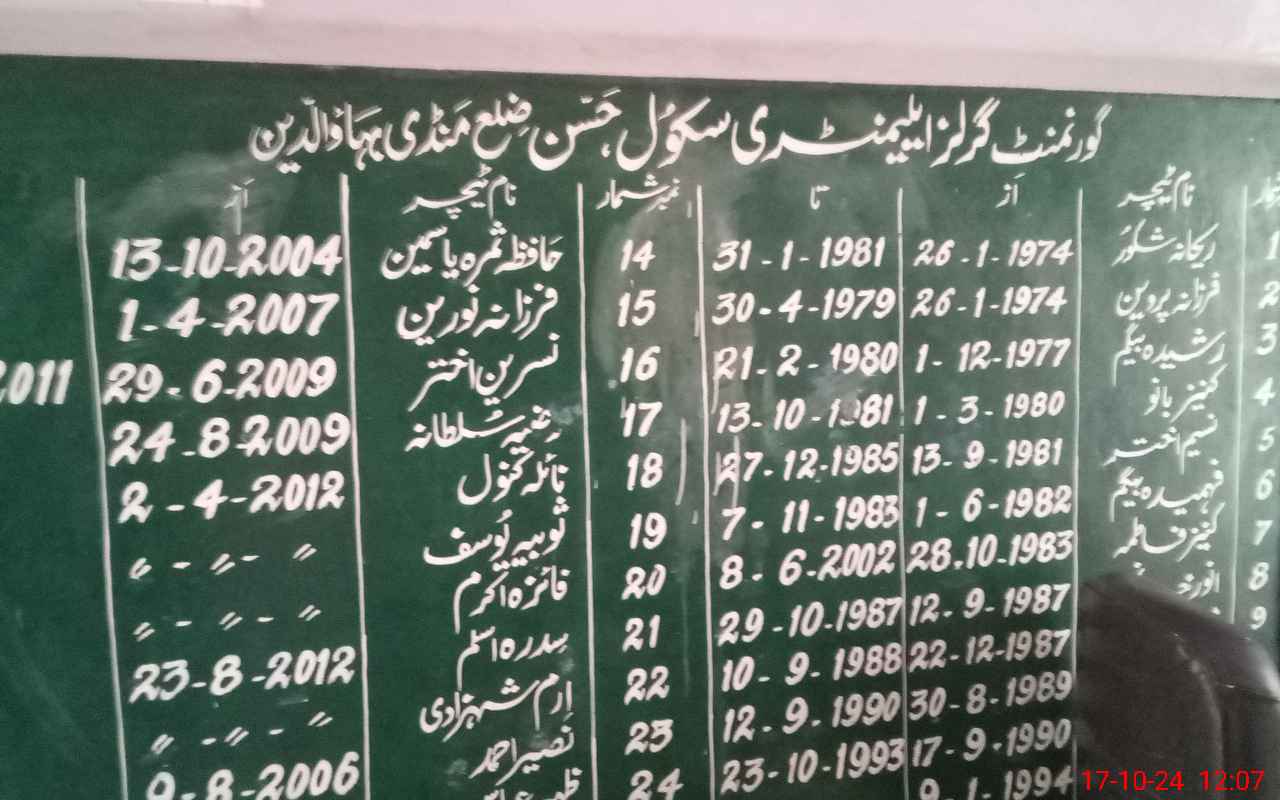 گورنمنٹ گرلز ایلیمنٹری سکول، حسن ضلع منڈی بہاؤالدین
نام ٹیچر از تا نمبر شمار نام ٹیچر از
1 ریحانہ شکور 26-1-1974 31-1-1981 14 حافظہ ثمرہ یاسمین 13-10-2004
2 فرزانہ پروین 26-1-1974 30-4-1979 15 فرزانہ نورین 1-4-2007
3 رشیدہ بیگم 1-12-1977 21-2-1980 16 نسرین اختر 29-6-2009 2011
4 کنیز بانو 1-3-1980 13-10-1981 17 رضیہ سلطانہ 24-8-2009
5 نسیم اختر 13-9-1981 27-12-1985 18 نائلہ کنول 2-4-2012
6 فہمیدہ بیگم 1-6-1982 7-11-1983 19 ثوبیہ یوسف 〃 - 〃 - 〃
7 کنیز فاطمہ 28.10.1983 8-6-2002 20 فائزہ اکرم 〃 - 〃 - 〃
8 انور 12-9-1987 29-10-1987 21 سدرہ اسلم 23-8-2012
9 22-12-1987 10-9-1988 22 ارم شہزادی 〃 - 〃 - 〃
30-8-1989 12-9-1990 23 نصیر احمد 9-8-2006
17-9-1990 23-10-1993 24
9-1-1994
17-10-24 12:07